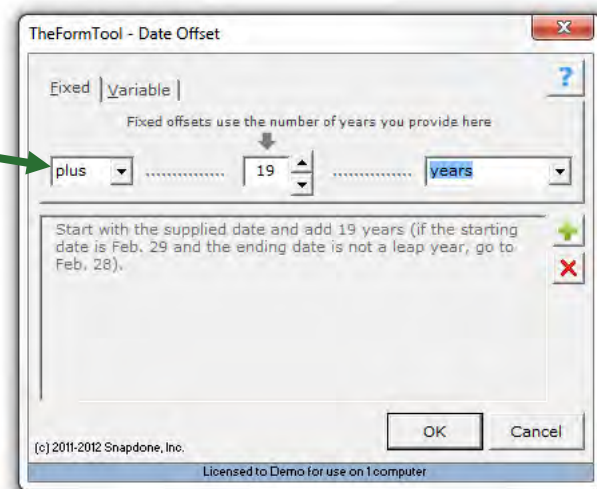 TheFormTool - Date Offset
x
?
Fixed
Variable
Fixed offsets use the number of years you provide here
plus .............. 19 .............. years
Start with the supplied date and add 19 years (if the starting
date is Feb. 29 and the ending date is not a leap year, go to
Feb. 28).
OK
Cancel
(c) 2011-2012 Snapdone, Inc.
Licensed to Demo for use on 1 computer